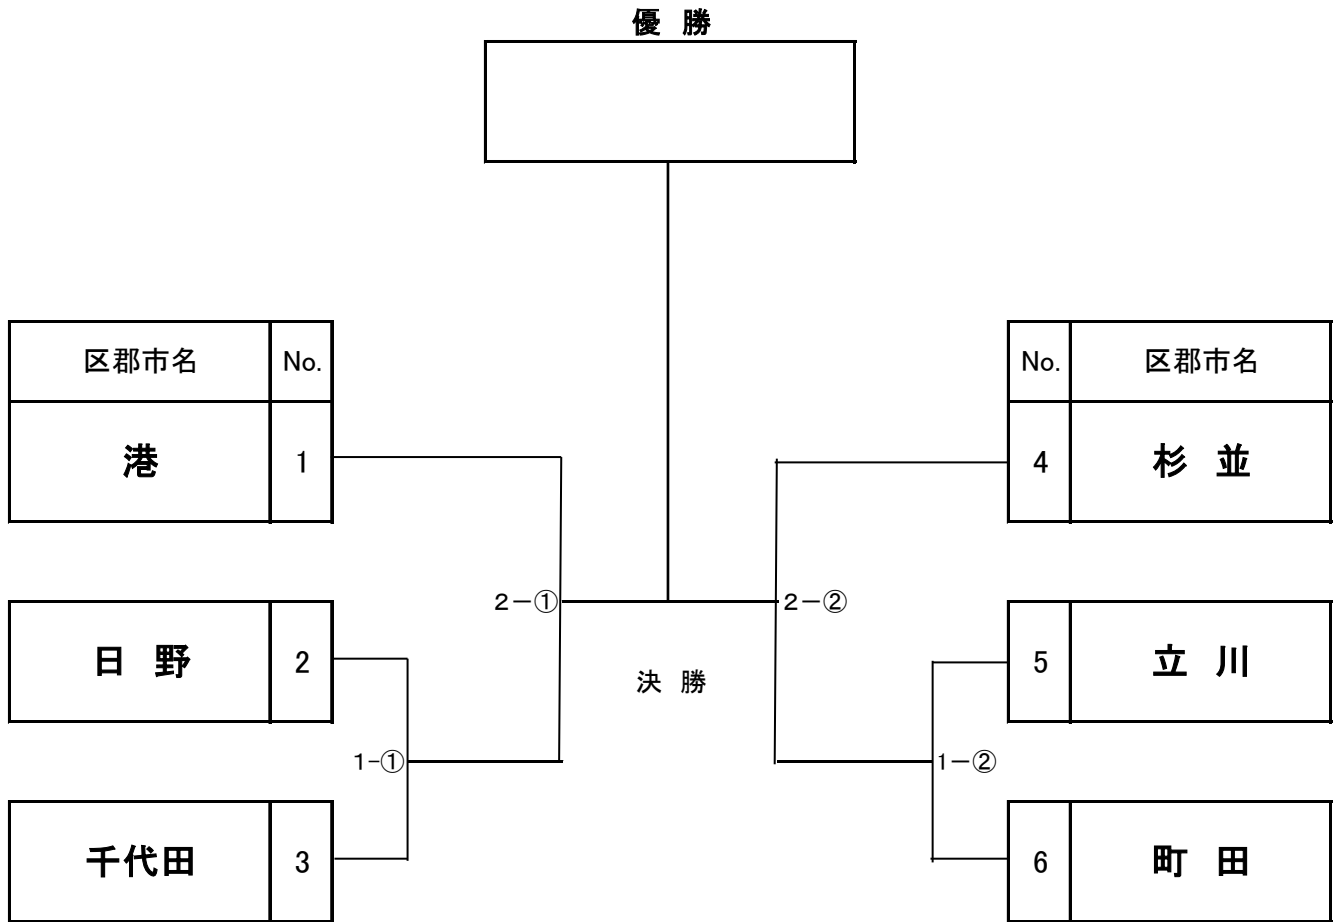 優 勝
区郡市名 No.
No. 区郡市名
港 1
4 杉 並
2－① 2－②
日 野 2
5 立 川
決 勝
1-① 1－②
千代田 3
6 町 田